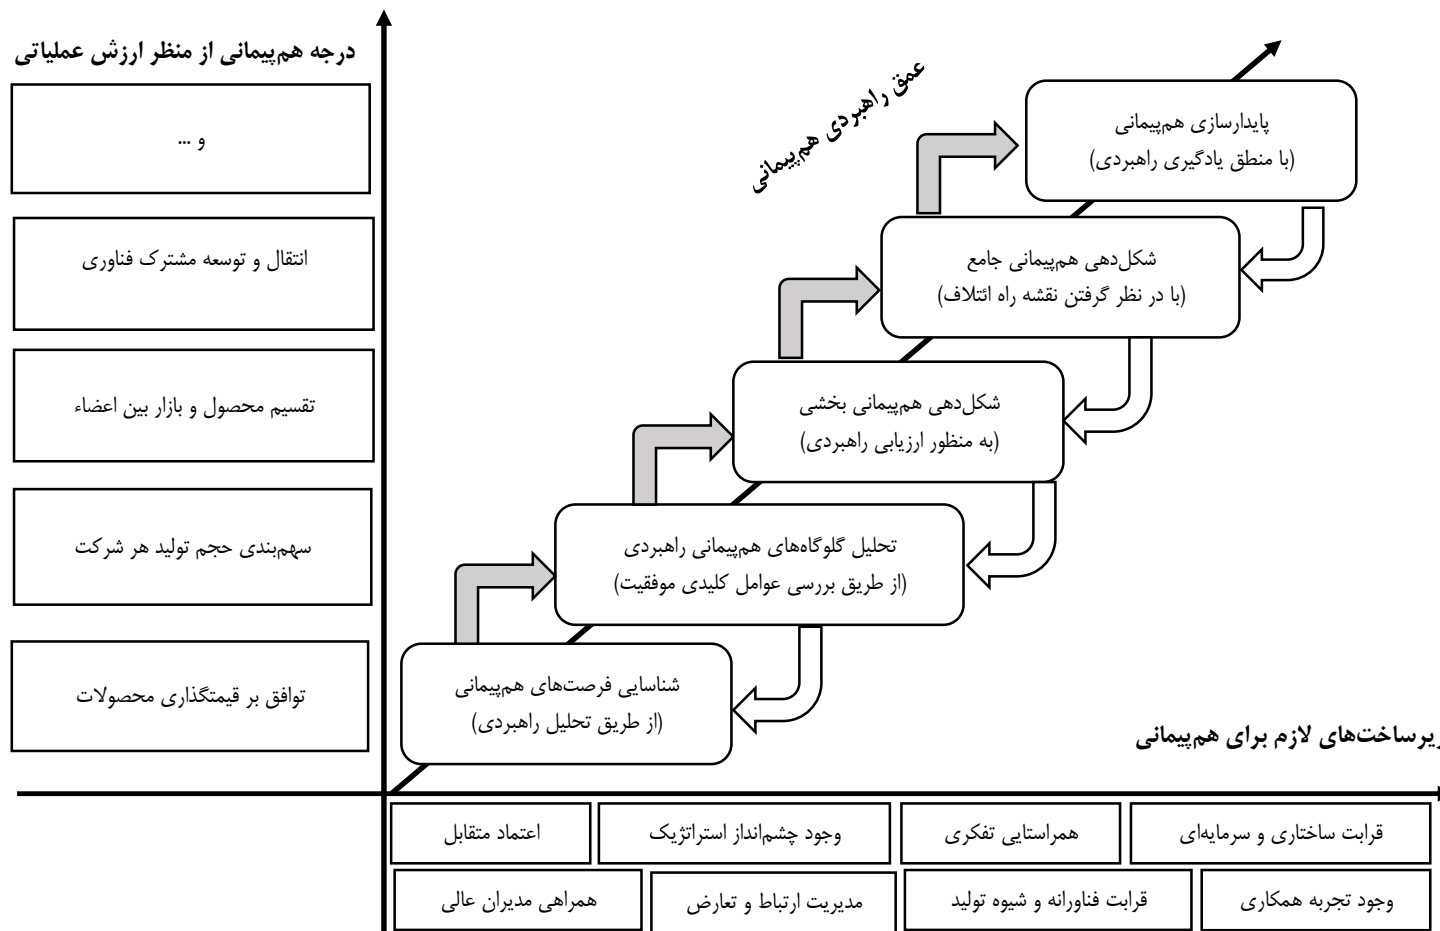 درجه هم‌پیمانی از منظر ارزش عملیاتی
و ...
انتقال و توسعه مشترک فناوری
تقسیم محصول و بازار بین اعضاء
سهم‌بندی حجم تولید هر شرکت
توافق بر قیمتگذاری محصولات
عمق راهبردی هم‌پیمانی
پایدارسازی هم‌پیمانی
(با منطق یادگیری راهبردی)
شکل‌دهی هم‌پیمانی جامع
(با در نظر گرفتن نقشه راه ائتلاف)
شکل‌دهی هم‌پیمانی بخشی
(به منظور ارزیابی راهبردی)
تحلیل گلوگاه‌های هم‌پیمانی راهبردی
(از طریق بررسی عوامل کلیدی موفقیت)
شناسایی فرصت‌های هم‌پیمانی
(از طریق تحلیل راهبردی)
یرساخت‌های لازم برای هم‌پیمانی
قرابت ساختاری و سرمایه‌ای
همراستایی تفکری
وجود چشم‌انداز استراتژیک
اعتماد متقابل
وجود تجربه همکاری
قرابت فناورانه و شیوه تولید
مدیریت ارتباط و تعارض
همراهی مدیران عالی